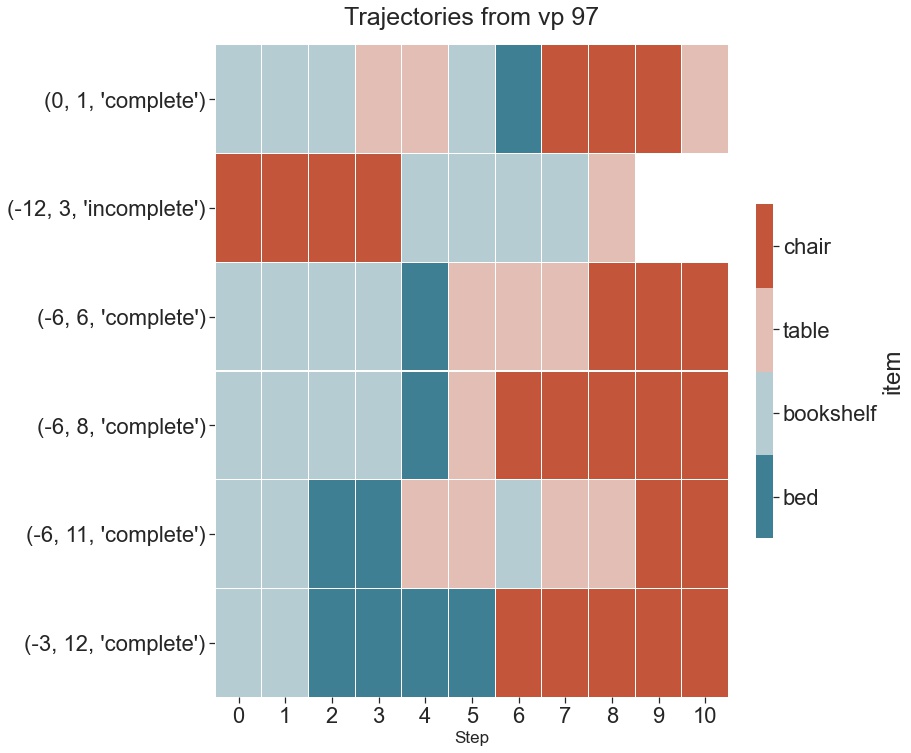 Trajectories from vp 97
(0, 1, 'complete')
(-12, 3, 'incomplete')
(-6, 6, 'complete')
(-6, 8, 'complete')
(-6, 11, 'complete')
(-3, 12, 'complete')
0 1 2 3 4 5 6 7 8 9 10
Step
chair
table
bookshelf
bed
item